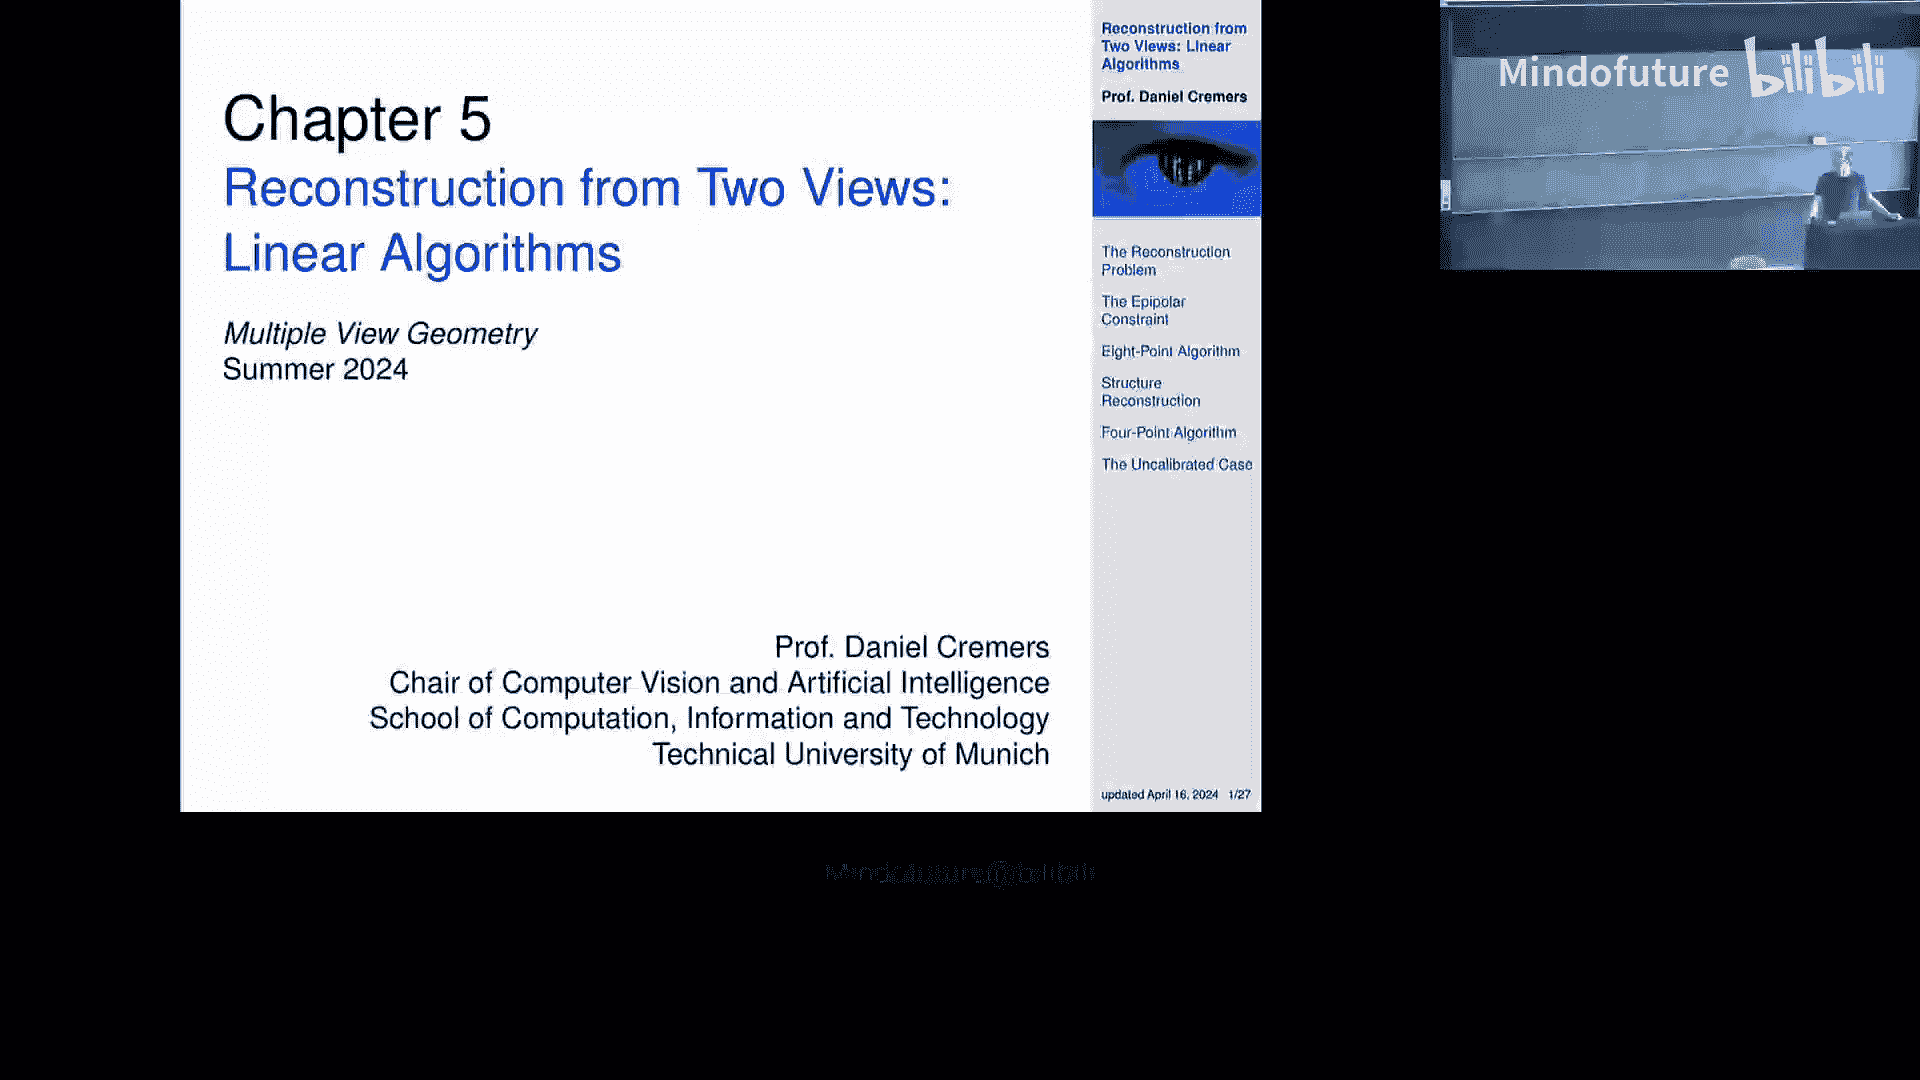 Chapter 5
Reconstruction from Two Views:
Linear Algorithms
Multiple View Geometry
Summer 2024
Prof. Daniel Cremers
Chair of Computer Vision and Artificial Intelligence
School of Computation, Information and Technology
Technical University of Munich
Reconstruction from
Two Views: Linear
Algorithms
Prof. Daniel Cremers
The Reconstruction
Problem
The Epipolar
Constraint
Eight-Point Algorithm
Structure
Reconstruction
Four-Point Algorithm
The Uncalibrated Case
updated April 16, 2024 1/27
Mindofuture bilibili
Mindofuture@bilibili